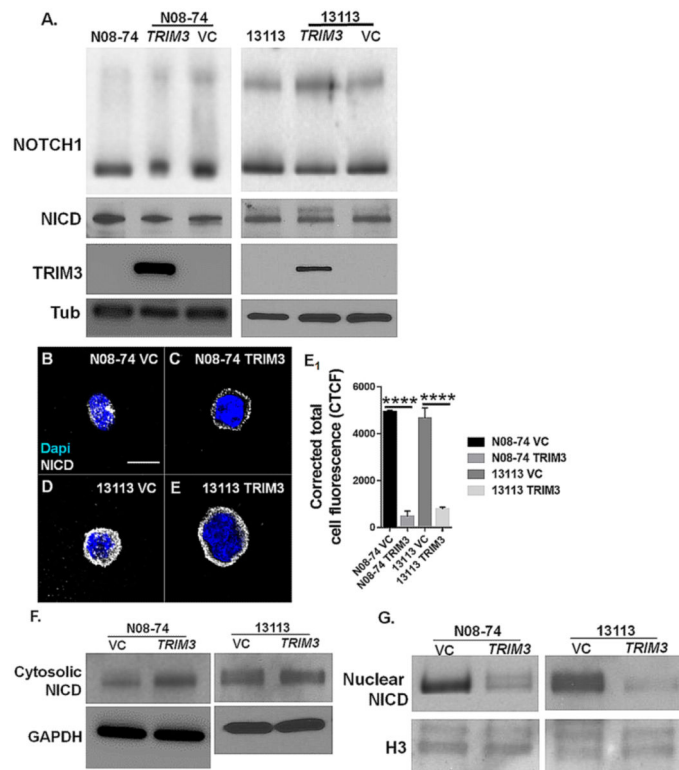 A.
N08-74
13113
N08-74 TRIM3 VC
13113 TRIM3 VC
NOTCH1
NICD
TRIM3
Tub
B N08-74 VC
C N08-74 TRIM3
Dapi
NICD
D 13113 VC
E 13113 TRIM3
E1
Corrected total
cell fluorescence (CTCF)
6000
4000
2000
0
**** ****
N08-74 VC
N08-74 TRIM3
13113 VC
13113 TRIM3
N08-74 VC
N08-74 TRIM3
13113 VC
13113 TRIM3
F.
N08-74 13113
VC TRIM3 VC TRIM3
Cytosolic
NICD
GAPDH
G.
N08-74 13113
VC TRIM3 VC TRIM3
Nuclear
NICD
H3